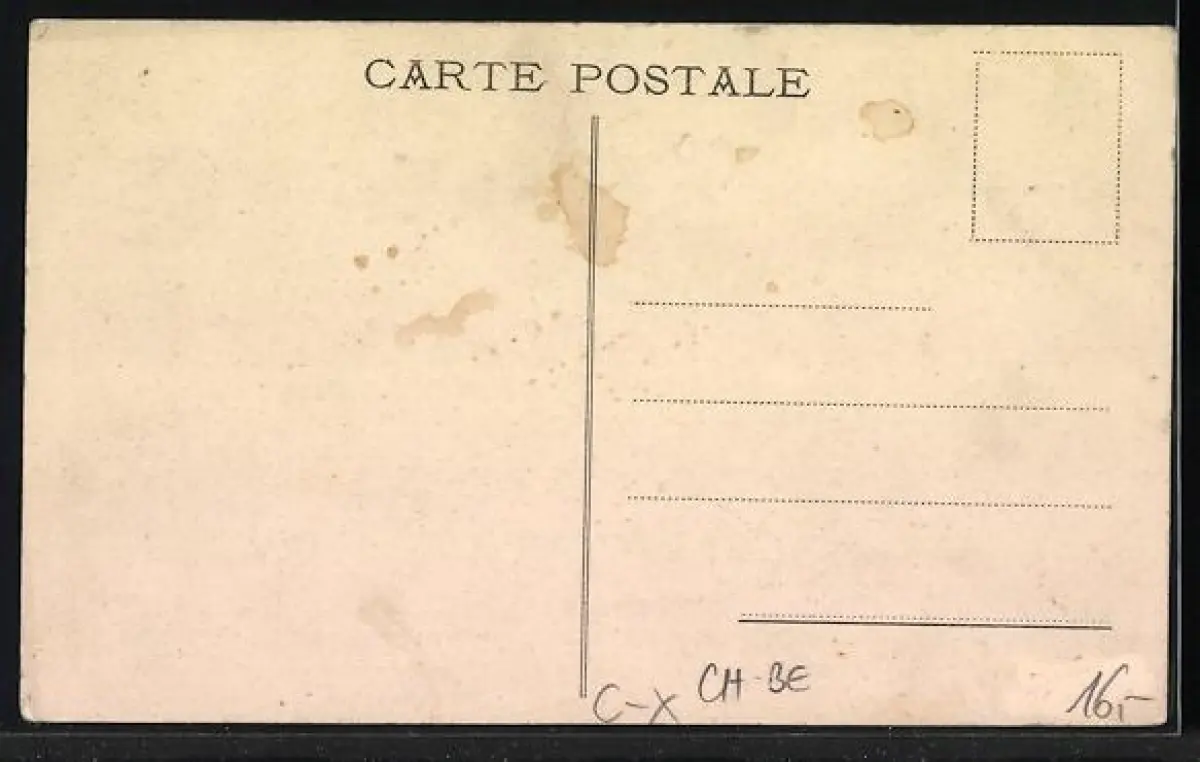 CARTE POSTALE
C-X CH-BE 16,-